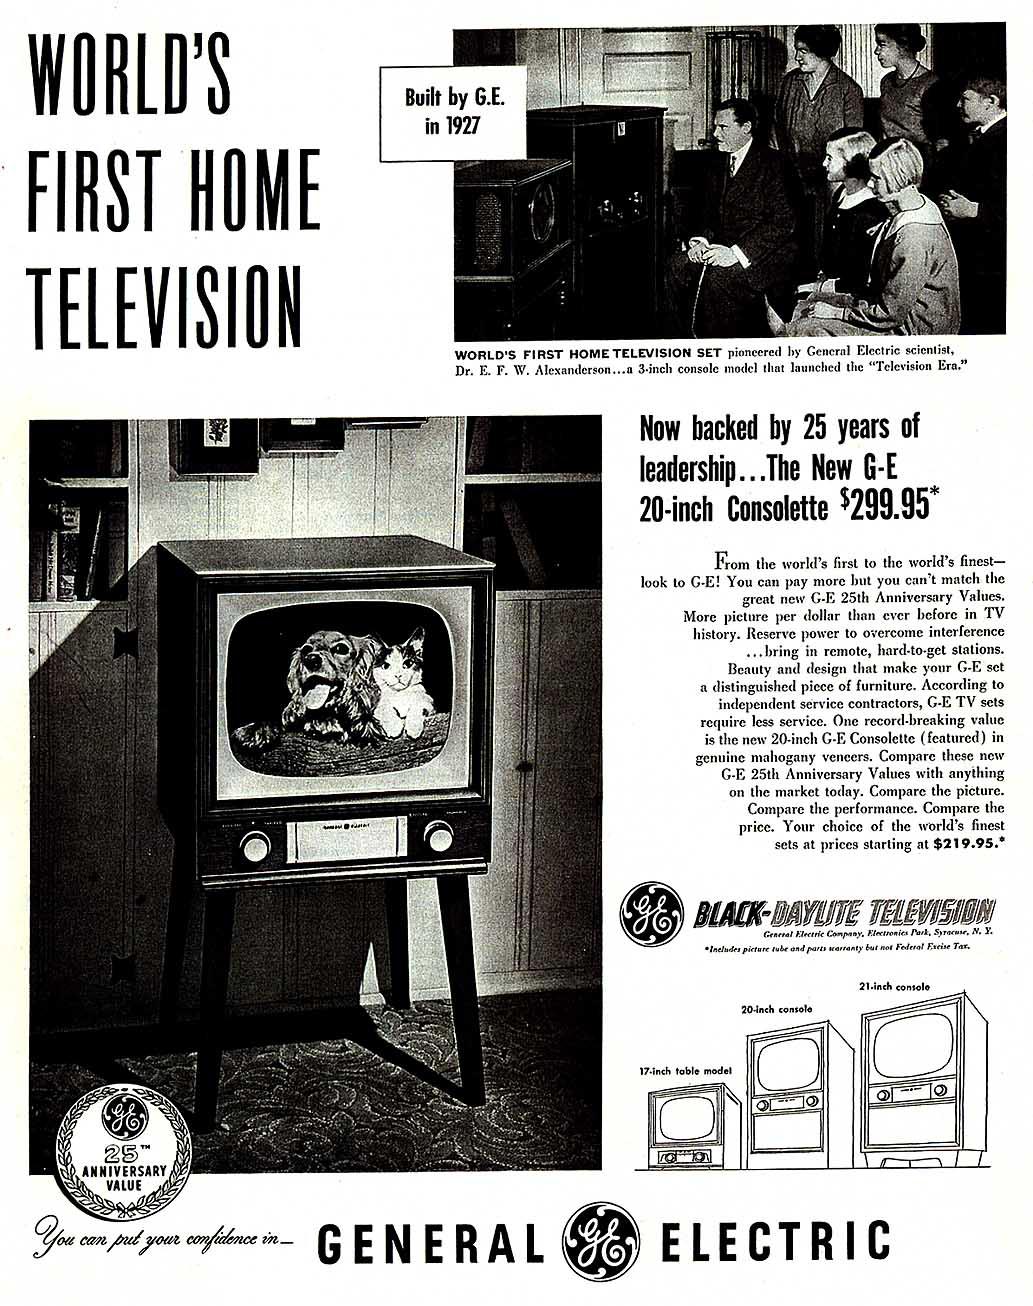 WORLD'S
FIRST HOME
TELEVISION
Built by G.E.
in 1927
WORLD'S FIRST HOME TELEVISION SET pioneered by General Electric scientist,
Dr. E. F. W. Alexanderson...a 3-inch console model that launched the "Television Era."
Now backed by 25 years of
leadership...The New G-E
20-inch Consolette $299.95*
From the world's first to the world's finest—
look to G-E! You can pay more but you can't match the
great new G-E 25th Anniversary Values.
More picture per dollar than ever before in TV
history. Reserve power to overcome interference
...bring in remote, hard-to-get stations.
Beauty and design that make your G-E set
a distinguished piece of furniture. According to
independent service contractors, G-E TV sets
require less service. One record-breaking value
is the new 20-inch G-E Consolette (featured) in
genuine mahogany veneers. Compare these new
G-E 25th Anniversary Values with anything
on the market today. Compare the picture.
Compare the performance. Compare the
price. Your choice of the world's finest
sets at prices starting at $219.95.*
GENERAL ELECTRIC
GE
BLACK-DAYLITE TELEVISION
General Electric Company, Electronics Park, Syracuse, N. Y.
*Includes picture tube and parts warranty but not Federal Excise Tax.
21-inch console
20-inch console
17-inch table model
GE
25TH
ANNIVERSARY
VALUE
You can put your confidence in—
GENERAL GE ELECTRIC